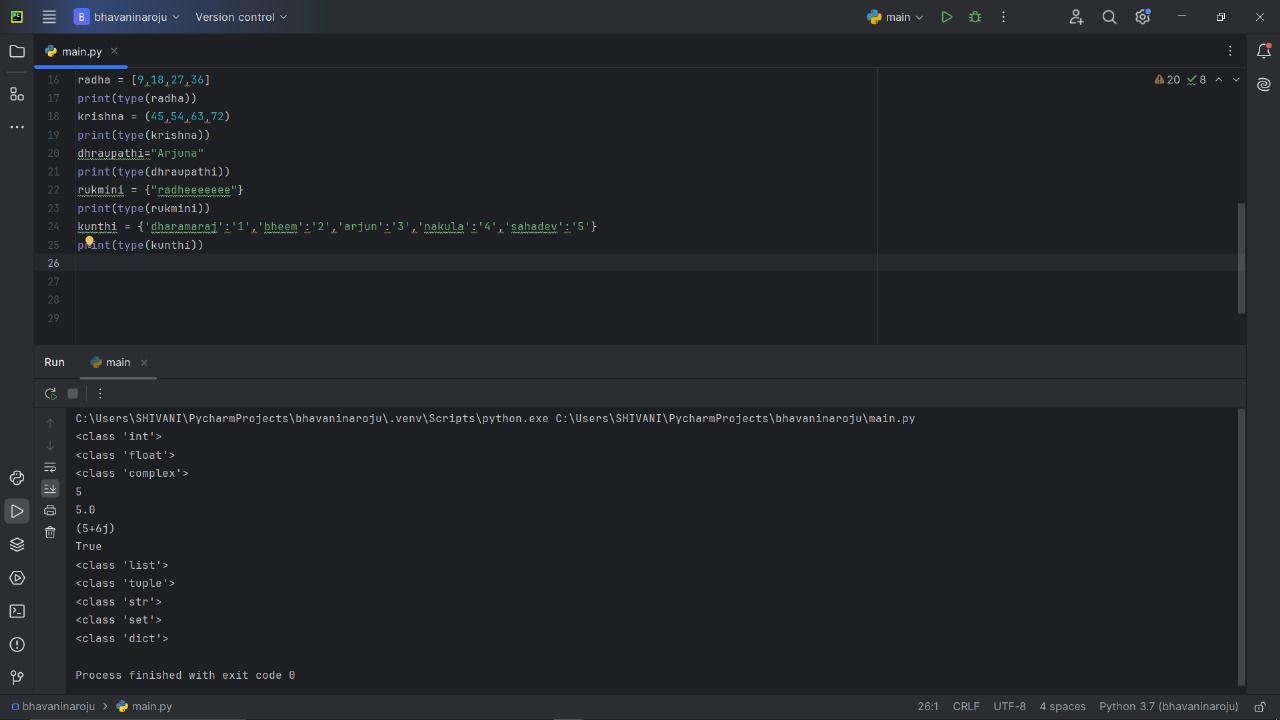 B bhavaninaroju Version control main
main.py
16 radha = [9,18,27,36]
20 8
17 print(type(radha))
18 krishna = (45,54,63,72)
19 print(type(krishna))
20 dhraupathi="Arjuna"
21 print(type(dhraupathi))
22 rukmini = {"radheeeeeee"}
23 print(type(rukmini))
24 kunthi = {'dharamaraj':'1','bheem':'2','arjun':'3','nakula':'4','sahadev':'5'}
25 print(type(kunthi))
26
27
28
29
Run main
C:\Users\SHIVANI\PycharmProjects\bhavaninaroju\.venv\Scripts\python.exe C:\Users\SHIVANI\PycharmProjects\bhavaninaroju\main.py
<class 'int'>
<class 'float'>
<class 'complex'>
5
5.0
(5+6j)
True
<class 'list'>
<class 'tuple'>
<class 'str'>
<class 'set'>
<class 'dict'>
Process finished with exit code 0
bhavaninaroju > main.py 26:1 CRLF UTF-8 4 spaces Python 3.7 (bhavaninaroju)